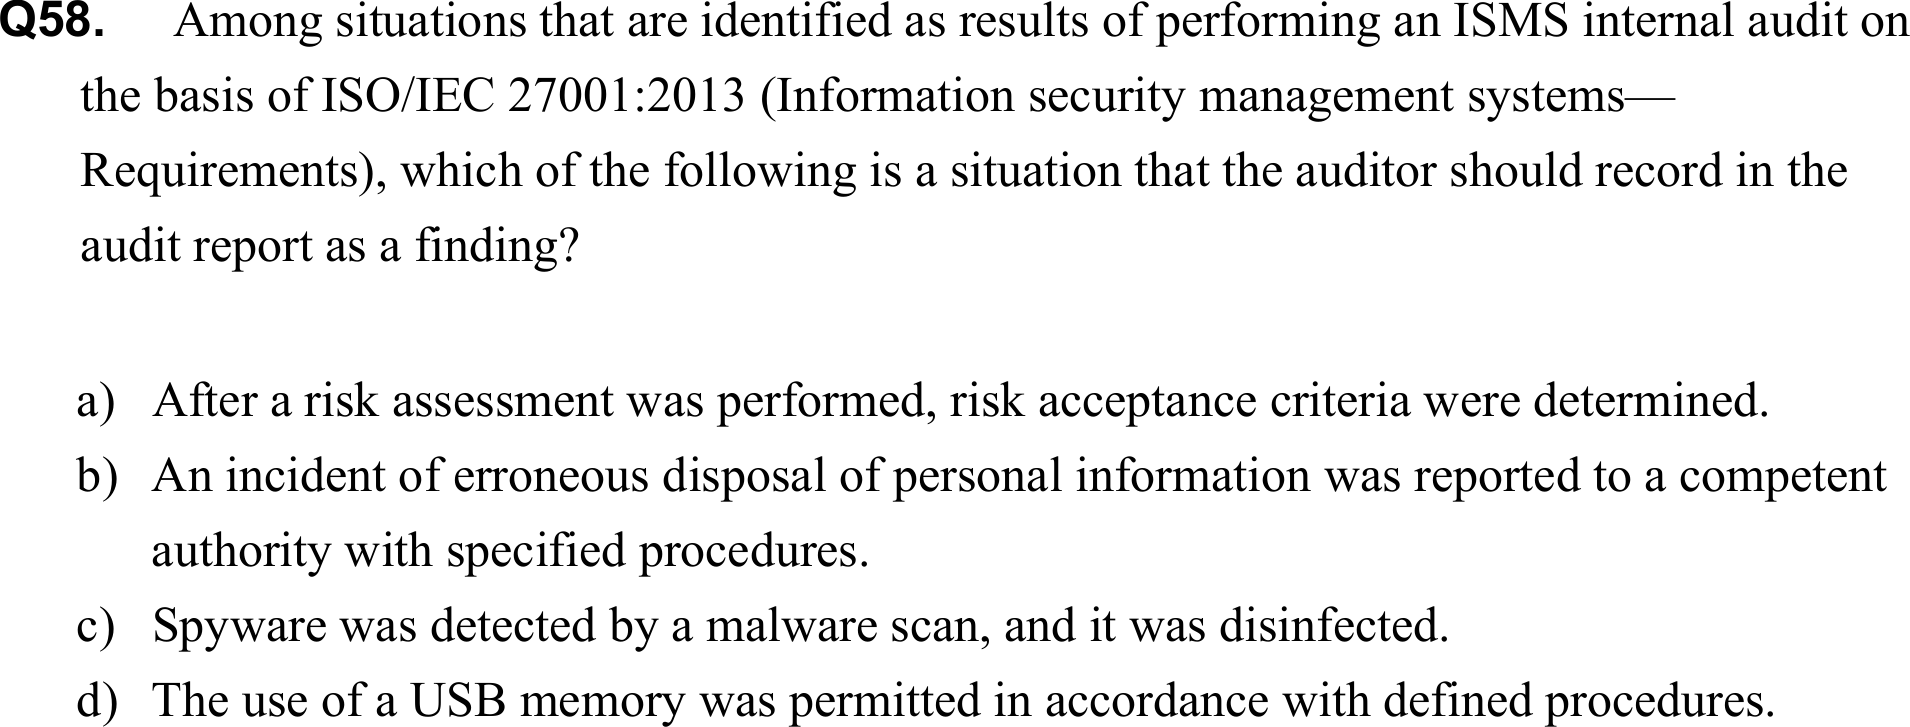 Q58. Among situations that are identified as results of performing an ISMS internal audit on
the basis of ISO/IEC 27001:2013 (Information security management systems—
Requirements), which of the following is a situation that the auditor should record in the
audit report as a finding?
a) After a risk assessment was performed, risk acceptance criteria were determined.
b) An incident of erroneous disposal of personal information was reported to a competent
authority with specified procedures.
c) Spyware was detected by a malware scan, and it was disinfected.
d) The use of a USB memory was permitted in accordance with defined procedures.